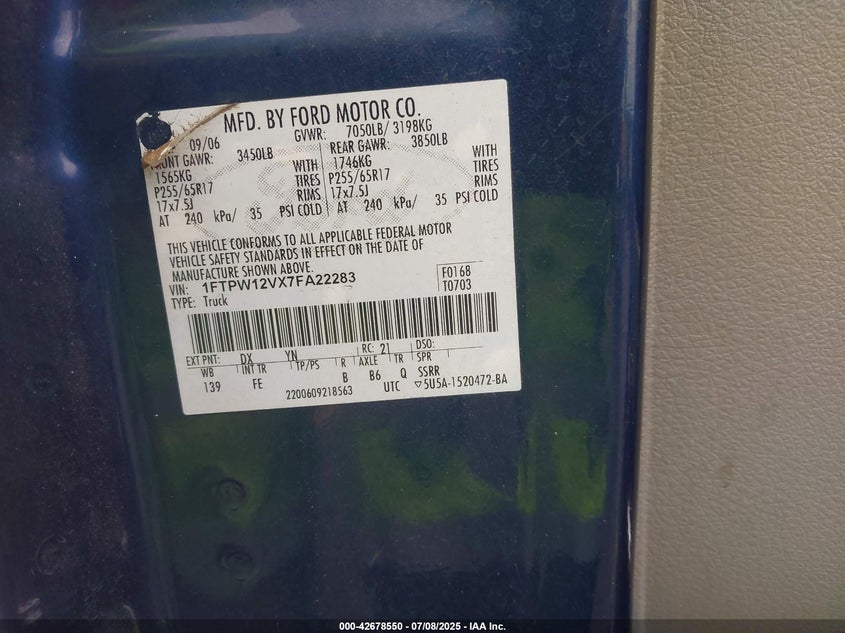 MFD. BY FORD MOTOR CO.
09/06 GVWR: 7050LB/ 3198KG
FRONT GAWR: 3450LB REAR GAWR: 3850LB
1565KG WITH 1746KG WITH
P255/65R17 TIRES P255/65R17 TIRES
17x7.5J RIMS 17x7.5J RIMS
AT 240 kPa/ 35 PSI COLD AT 240 kPa/ 35 PSI COLD
THIS VEHICLE CONFORMS TO ALL APPLICABLE FEDERAL MOTOR
VEHICLE SAFETY STANDARDS IN EFFECT ON THE DATE OF
MANUFACTURE SHOWN ABOVE.
VIN: 1FTPW12VX7FA22283 F0168
TYPE: Truck T0703
EXT PNT: DX YN RC: 21 DSO:
WB INT TR TP/PS R AXLE TR SPR
139 FE B B6 Q SSRR
2200609218563 UTC ▽5U5A-1520472-BA
000-42678550 - 07/08/2025 - IAA Inc.